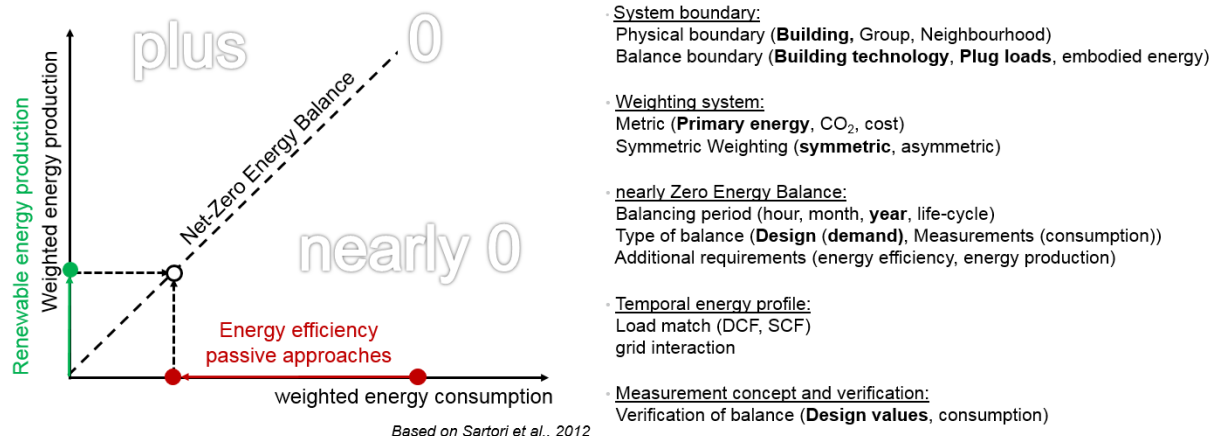 plus
0
Net-Zero Energy Balance
nearly 0
Renewable energy production
Weighted energy production
Energy efficiency
passive approaches
weighted energy consumption
Based on Sartori et al., 2012
System boundary:
Physical boundary (Building, Group, Neighbourhood)
Balance boundary (Building technology, Plug loads, embodied energy)
Weighting system:
Metric (Primary energy, CO₂, cost)
Symmetric Weighting (symmetric, asymmetric)
nearly Zero Energy Balance:
Balancing period (hour, month, year, life-cycle)
Type of balance (Design (demand), Measurements (consumption))
Additional requirements (energy efficiency, energy production)
Temporal energy profile:
Load match (DCF, SCF)
grid interaction
Measurement concept and verification:
Verification of balance (Design values, consumption)